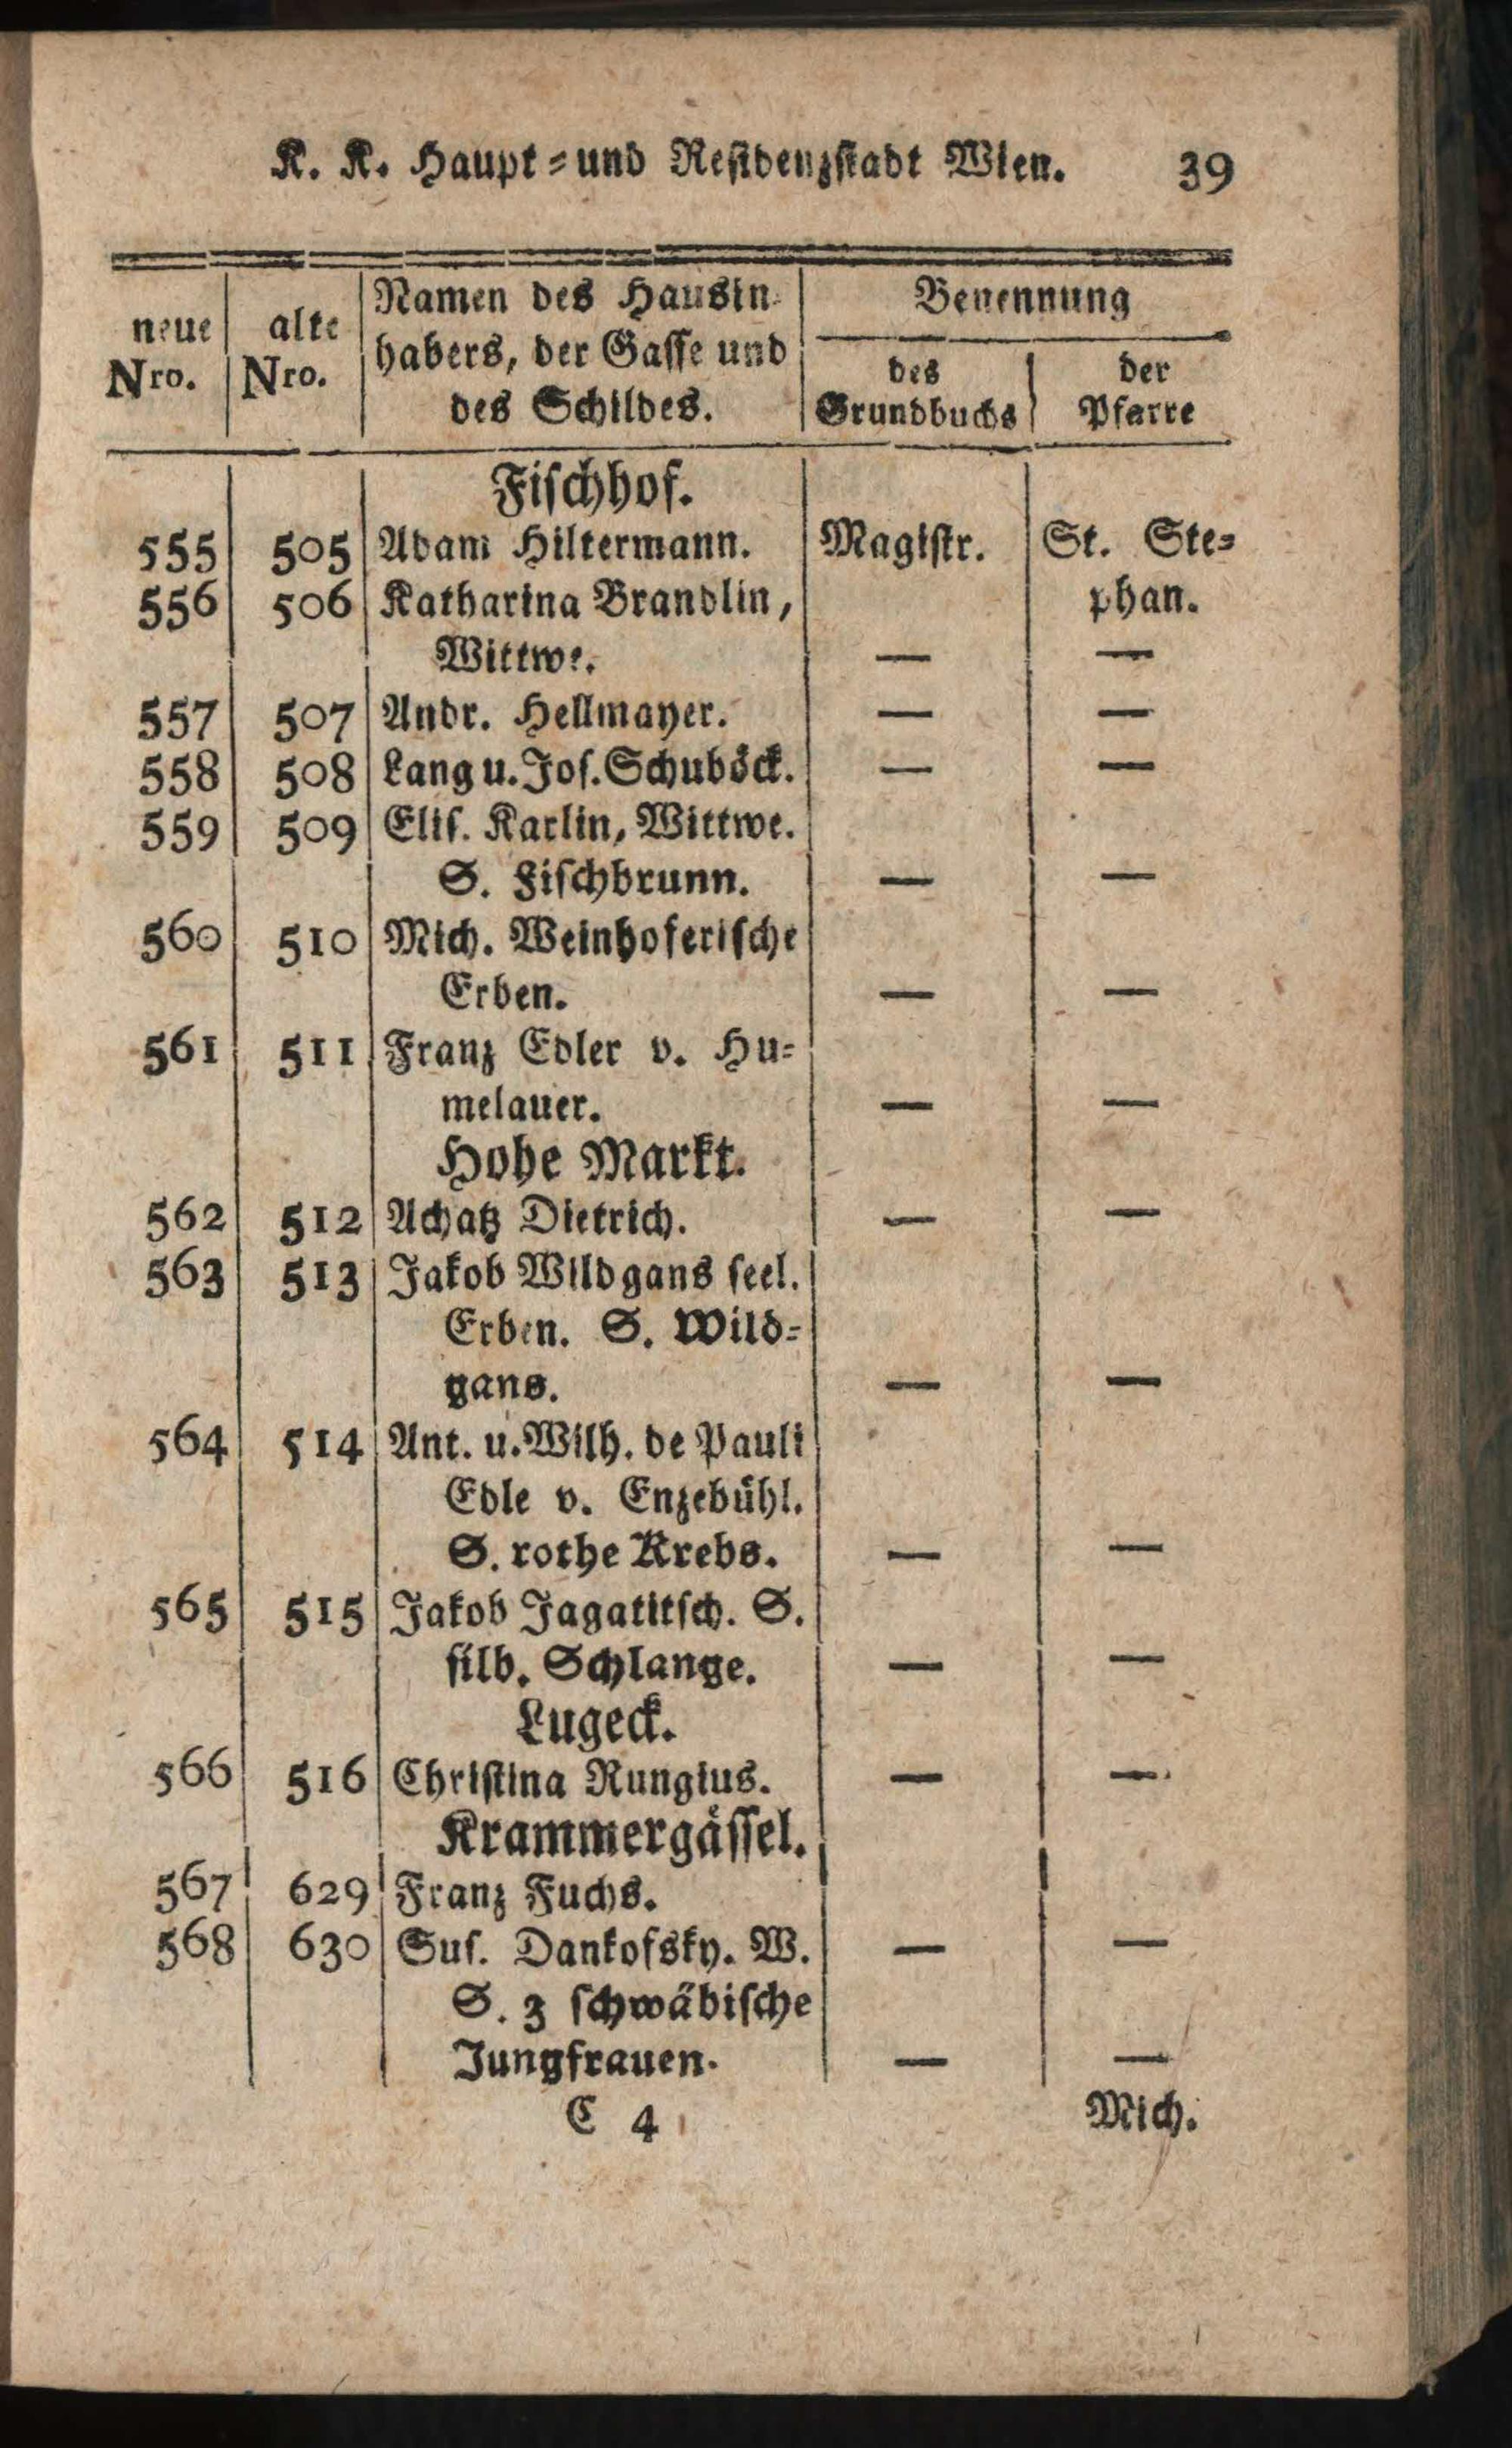 K. K. Haupt-und Residenzstadt Wien. 39
neue Nro. | alte Nro. | Namen des Hausin- | Benennung
habers, der Gasse und | des | der
des Schildes. | Grundbuchs | Pfarre
Fischhof.
555 505 Adam Hiltermann. Magistr. St. Ste-
556 506 Katharina Brandlin, phan.
Wittwe. — —
557 507 Andr. Hellmayer. — —
558 508 Lang u. Jos. Schuböck. — —
559 509 Elis. Karlin, Wittwe.
S. Fischbrunn. — —
560 510 Mich. Weinhoferische
Erben. — —
561 511 Franz Edler v. Hu-
melauer. — —
Hohe Markt.
562 512 Achatz Dietrich. — —
563 513 Jakob Wildgans seel.
Erben. S. Wild-
gans. — —
564 514 Ant. u. Wilh. de Pauli
Edle v. Enzebühl.
S. rothe Krebs. — —
565 515 Jakob Jagatitsch. S.
silb. Schlange. — —
Lugeck.
566 516 Christina Rungius. — —
Krammergässel.
567 629 Franz Fuchs.
568 630 Sus. Dankofsky. W. — —
S. 3 schwäbische
Jungfrauen. — —
C 4 Mich.